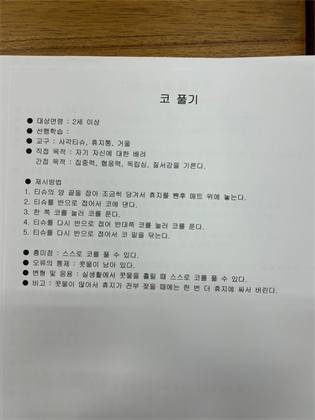 코 풀기
● 대상연령 : 2세 이상
● 선행학습 :
● 교구 : 사각티슈, 휴지통, 거울
● 직접 목적 : 자기 자신에 대한 배려
간접 목적 : 집중력, 협응력, 독립심, 질서감을 기른다.
● 제시방법
1. 티슈의 양 끝을 잡아 조금씩 당겨서 휴지를 뺀후 매트 위에 놓는다.
2. 티슈를 반으로 접어서 코에 댄다.
3. 한 쪽 코를 눌러 코를 푼다.
4. 티슈를 다시 반으로 접어 반대쪽 코를 눌러 코를 푼다.
5. 티슈를 다시 반으로 접어서 코 밑을 닦는다.
● 흥미점 : 스스로 코를 풀 수 있다.
● 오류의 통제 : 콧물이 남아 있다.
● 변형 및 응용 : 실생활에서 콧물을 흘릴 때 스스로 코를 풀 수 있다.
● 비고 : 콧물이 많아서 휴지가 전부 젖을 때에는 한 번 더 휴지에 싸서 버린다.